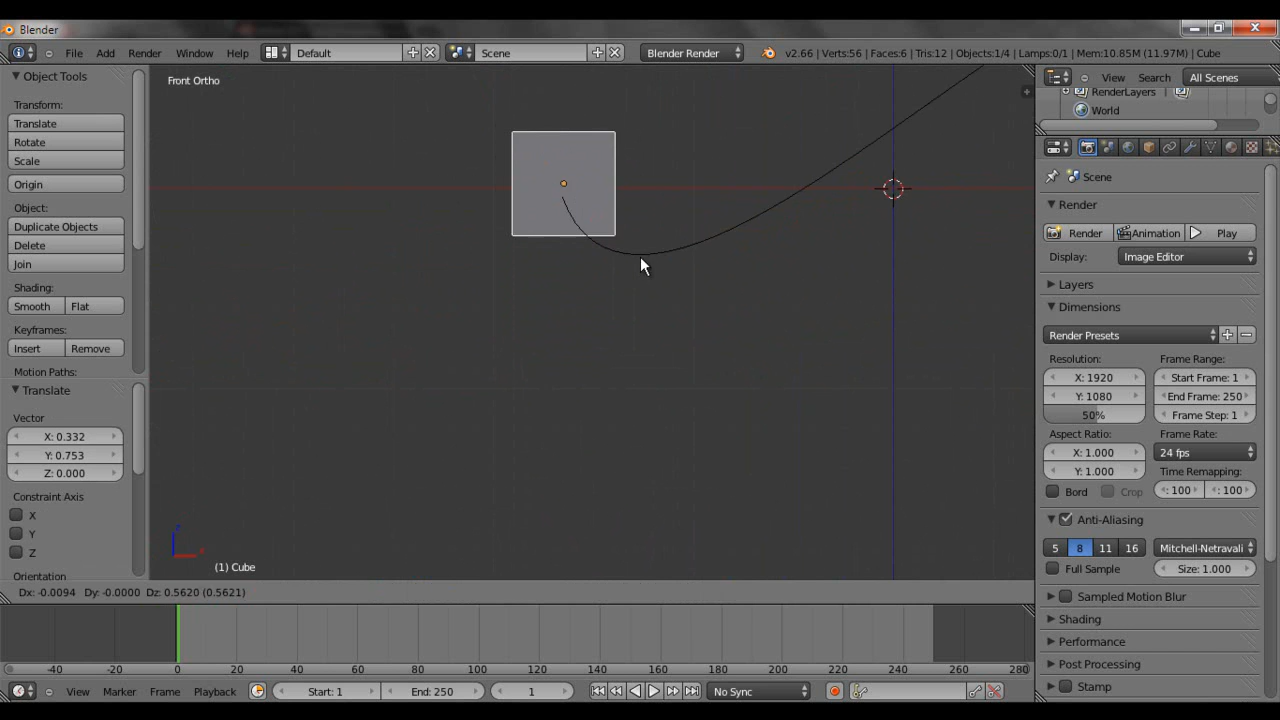 Blender
File Add Render Window Help Default Scene Blender Render v2.66 | Verts:56 | Faces:6 | Tris:12 | Objects:1/4 | Lamps:0/1 | Mem:10.85M (11.97M) | Cube
Object Tools
Transform:
Translate
Rotate
Scale
Origin
Object:
Duplicate Objects
Delete
Join
Shading:
Smooth Flat
Keyframes:
Insert Remove
Motion Paths:
Translate
Vector
X: 0.332
Y: 0.753
Z: 0.000
Constraint Axis
X
Y
Z
Orientation
Front Ortho
z
x
(1) Cube
Dx: -0.0094 Dy: -0.0000 Dz: 0.5620 (0.5621)
-40 -20 0 20 40 60 80 100 120 140 160 180 200 220 240 260 280
View Marker Frame Playback Start: 1 End: 250 1 No Sync
View Search All Scenes
RenderLayers
World
Scene
Render
Render Animation Play
Display: Image Editor
Layers
Dimensions
Render Presets
Resolution: Frame Range:
X: 1920 Start Frame: 1
Y: 1080 End Frame: 250
50% Frame Step: 1
Aspect Ratio: Frame Rate:
X: 1.000 24 fps
Y: 1.000 Time Remapping:
Bord Crop : 100 : 100
Anti-Aliasing
5 8 11 16 Mitchell-Netravali
Full Sample Size: 1.000
Sampled Motion Blur
Shading
Performance
Post Processing
Stamp